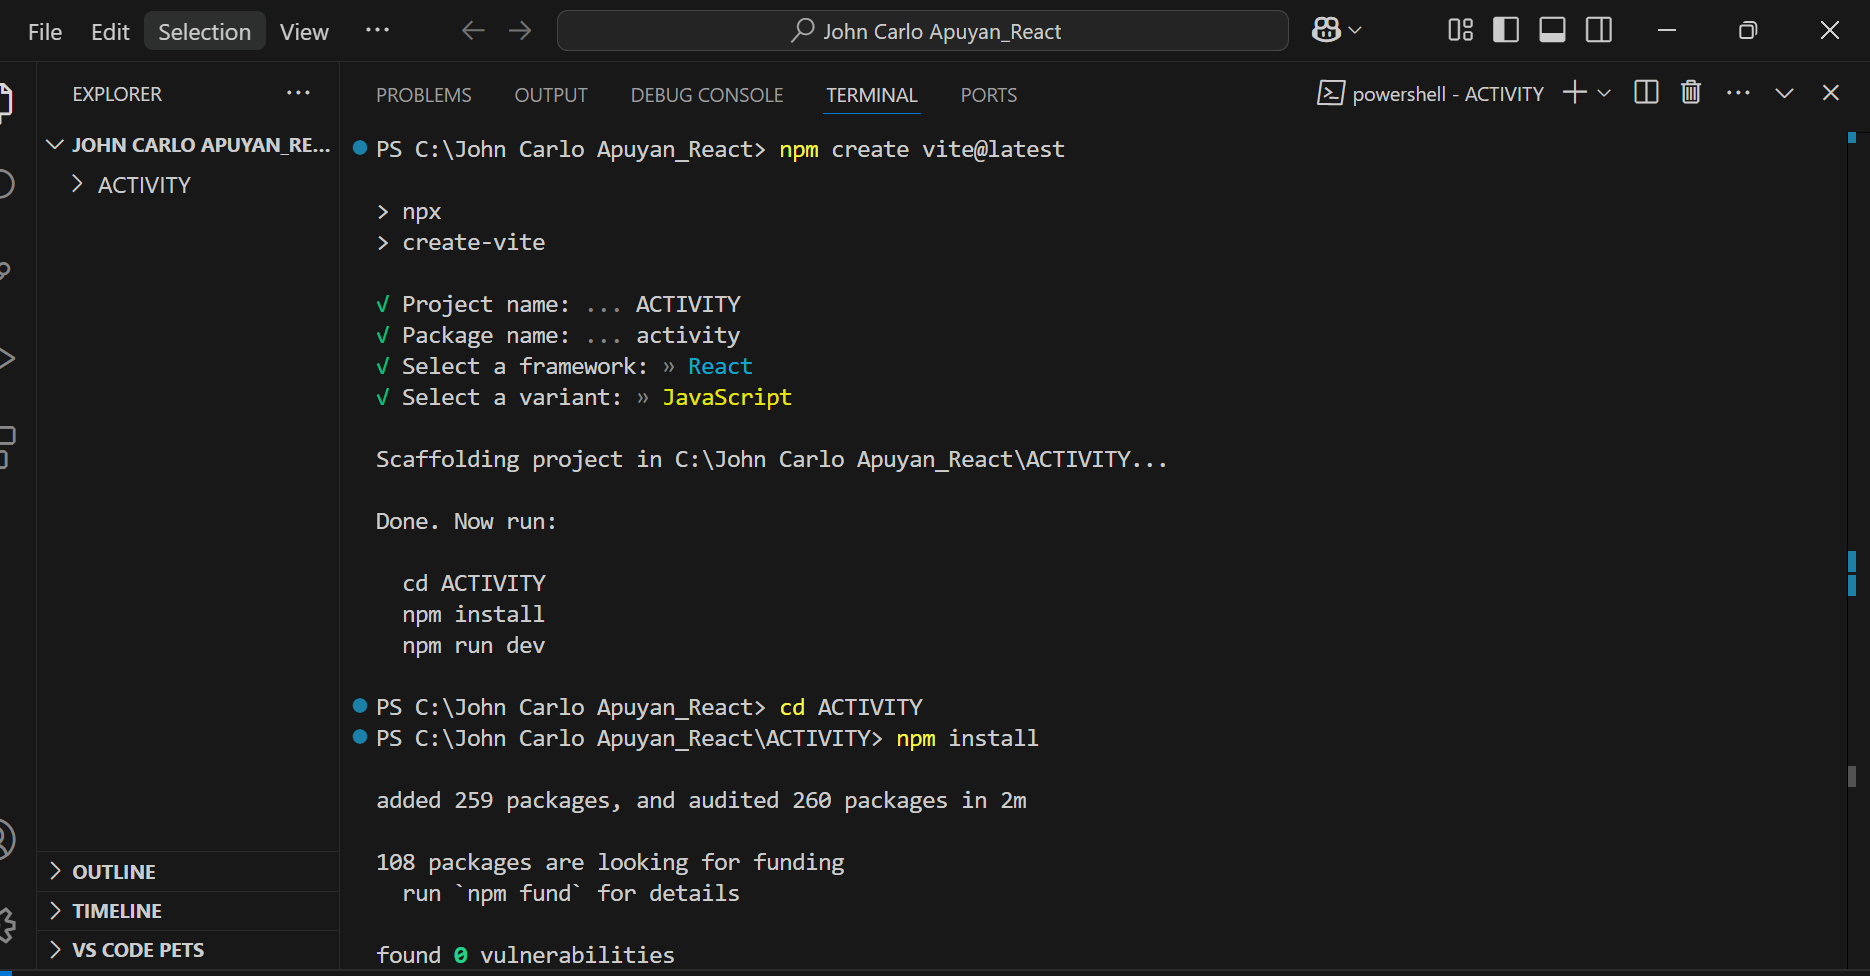 File Edit Selection View ··· John Carlo Apuyan_React
EXPLORER ···
JOHN CARLO APUYAN_RE...
ACTIVITY
OUTLINE
TIMELINE
VS CODE PETS
PROBLEMS OUTPUT DEBUG CONSOLE TERMINAL PORTS powershell - ACTIVITY
PS C:\John Carlo Apuyan_React> npm create vite@latest
> npx
> create-vite
√ Project name: ... ACTIVITY
√ Package name: ... activity
√ Select a framework: » React
√ Select a variant: » JavaScript
Scaffolding project in C:\John Carlo Apuyan_React\ACTIVITY...
Done. Now run:
cd ACTIVITY
npm install
npm run dev
PS C:\John Carlo Apuyan_React> cd ACTIVITY
PS C:\John Carlo Apuyan_React\ACTIVITY> npm install
added 259 packages, and audited 260 packages in 2m
108 packages are looking for funding
run `npm fund` for details
found 0 vulnerabilities